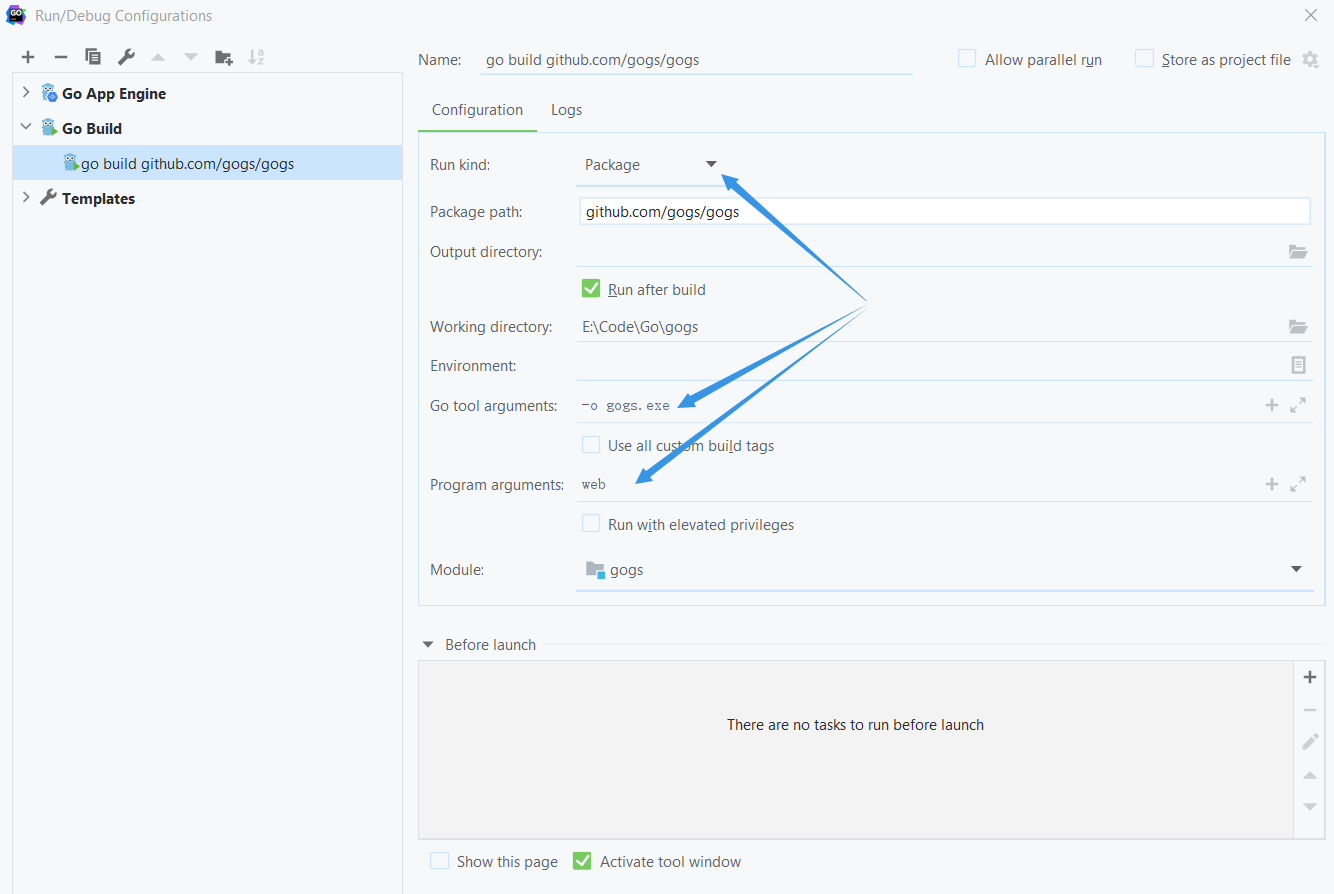 Run/Debug Configurations
Name: go build github.com/gogs/gogs Allow parallel run Store as project file
Go App Engine
Go Build
go build github.com/gogs/gogs
Templates
Configuration Logs
Run kind: Package
Package path: github.com/gogs/gogs
Output directory:
Run after build
Working directory: E:\Code\Go\gogs
Environment:
Go tool arguments: -o gogs.exe
Use all custom build tags
Program arguments: web
Run with elevated privileges
Module: gogs
Before launch
There are no tasks to run before launch
Show this page Activate tool window